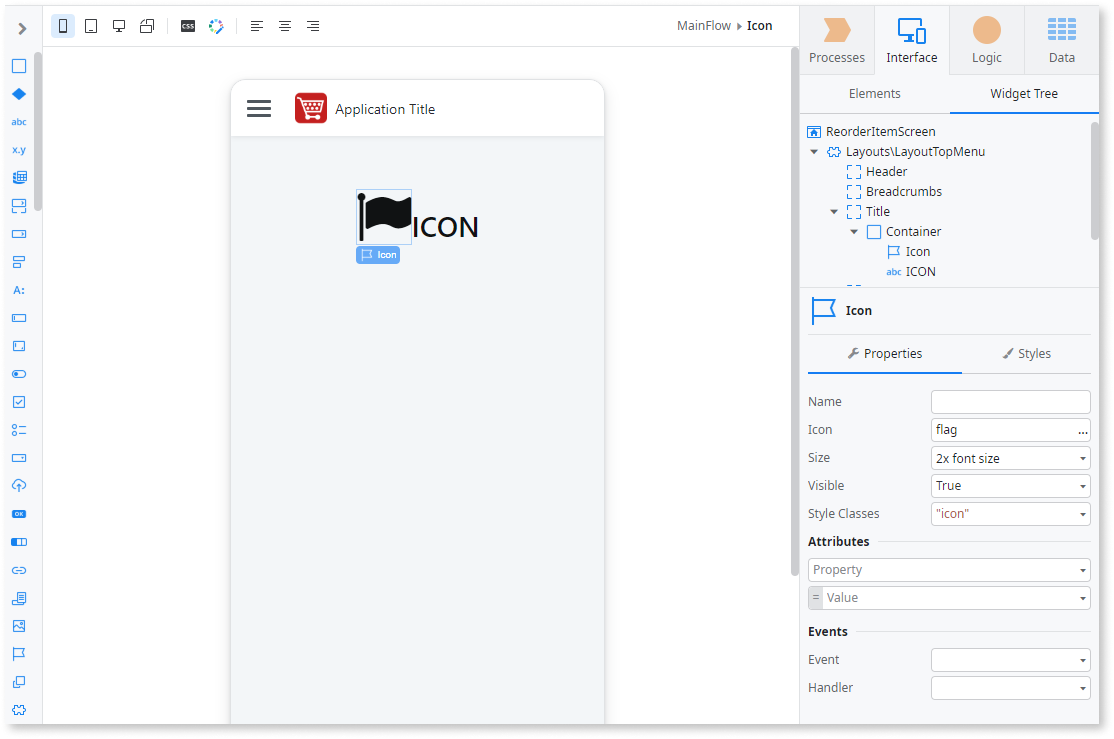 CSS
MainFlow Icon
Processes
Interface
Logic
Data
Elements
Widget Tree
abc
x.y
A:
OK
Application Title
ICON
Icon
ReorderItemScreen
Layouts\LayoutTopMenu
Header
Breadcrumbs
Title
Container
Icon
abc ICON
Icon
Properties
Styles
Name
Icon flag ...
Size 2x font size
Visible True
Style Classes "icon"
Attributes
Property
= Value
Events
Event
Handler